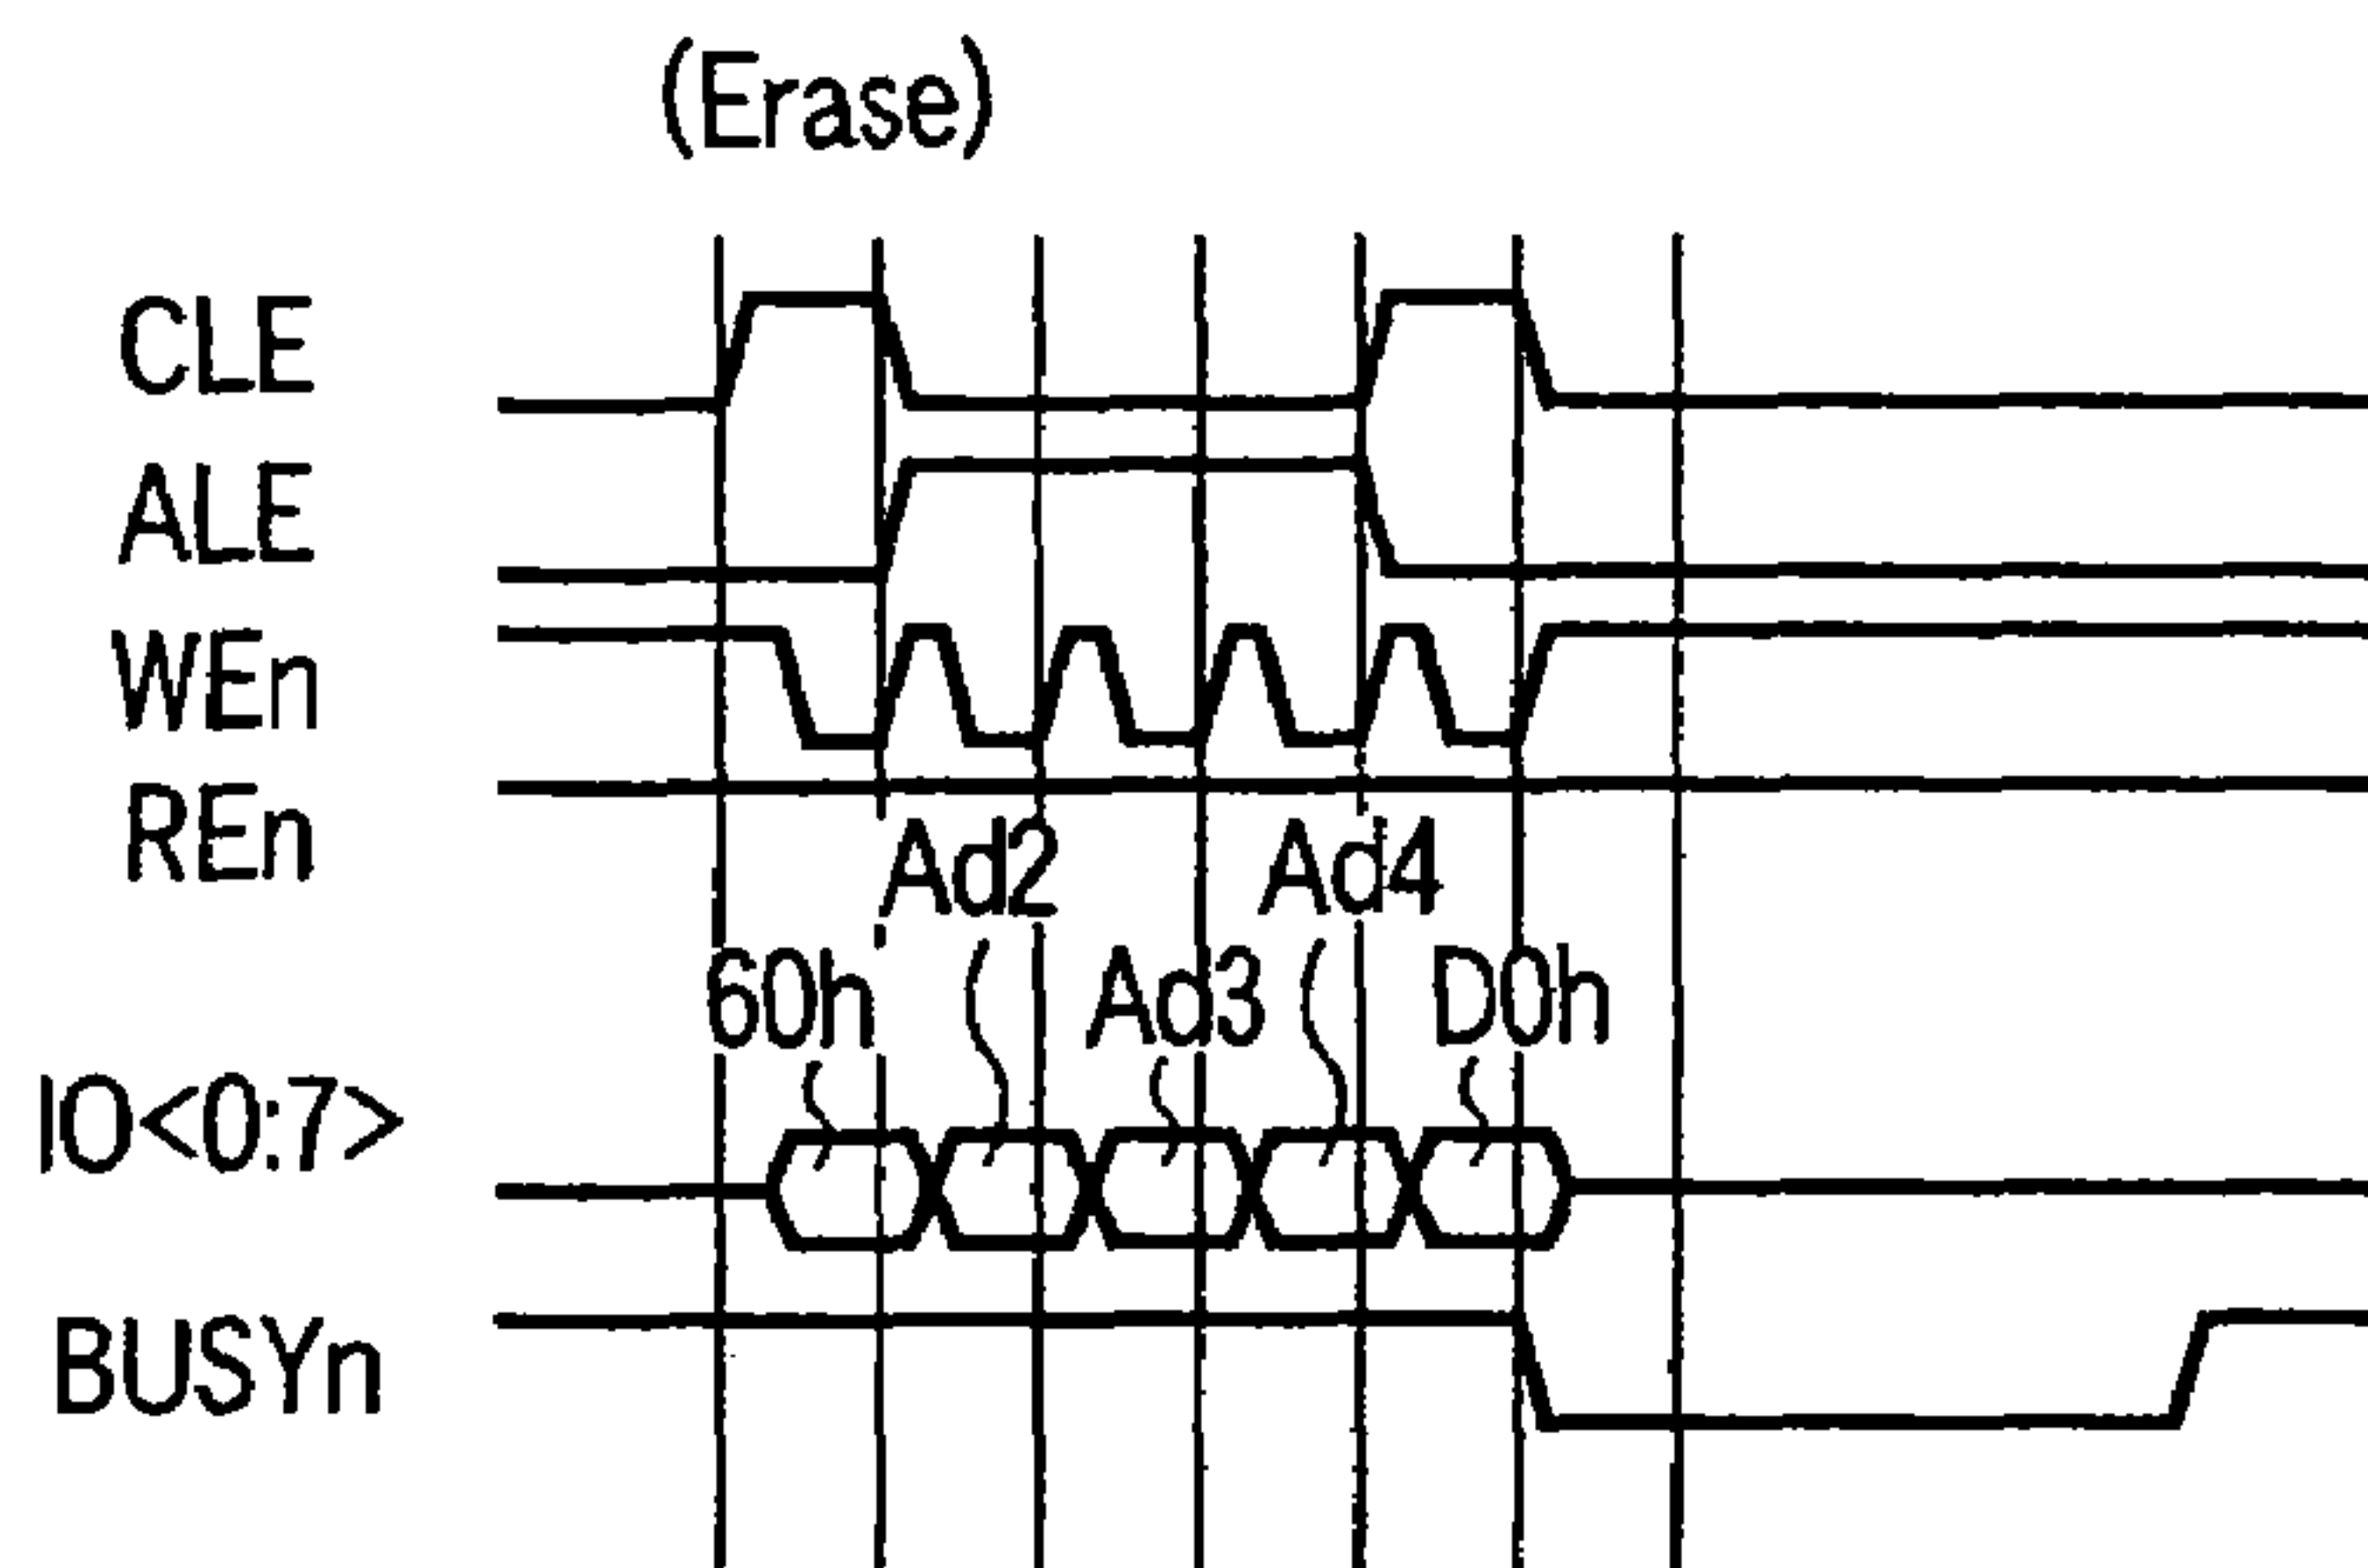 (Erase)
CLE
ALE
WEn
REn
Ad2 Ad4
60h Ad3 D0h
IO<0:7>
BUSYn